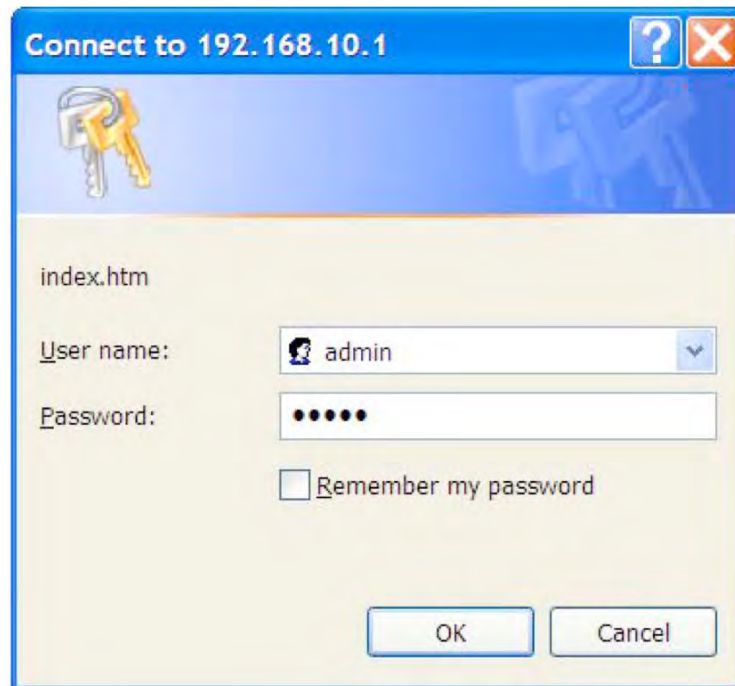 Connect to 192.168.10.1
?
index.htm
User name: admin
Password: •••••
Remember my password
OK Cancel